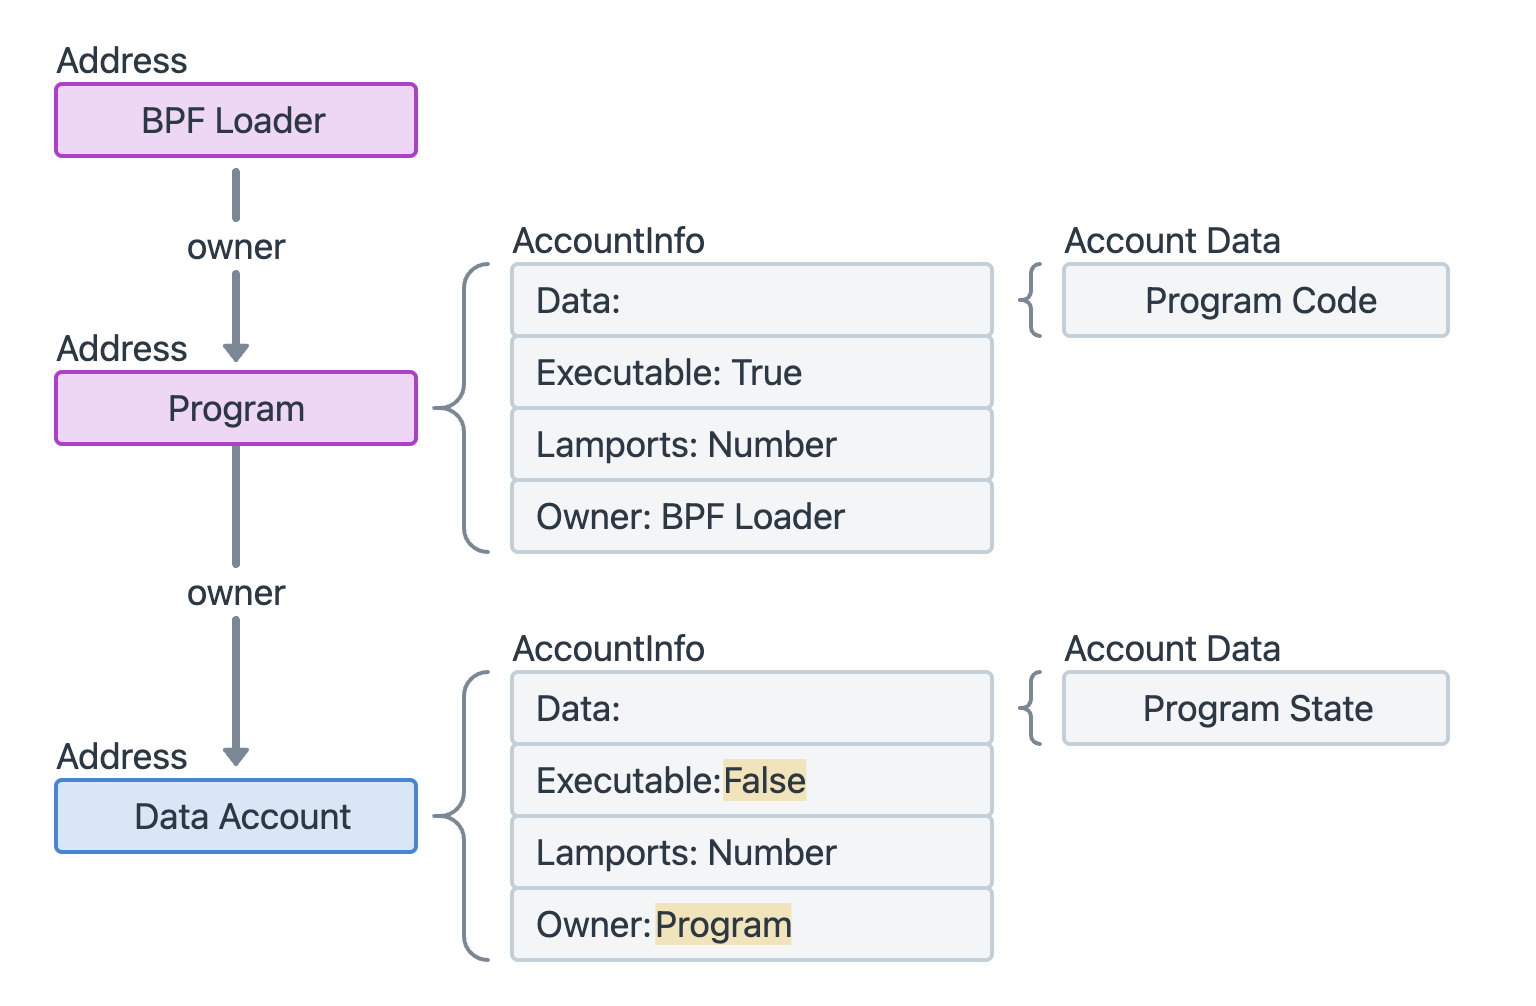 Address
BPF Loader
owner
Address
Program
AccountInfo
Data:
Executable: True
Lamports: Number
Owner: BPF Loader
Account Data
Program Code
owner
Address
Data Account
AccountInfo
Data:
Executable: False
Lamports: Number
Owner: Program
Account Data
Program State